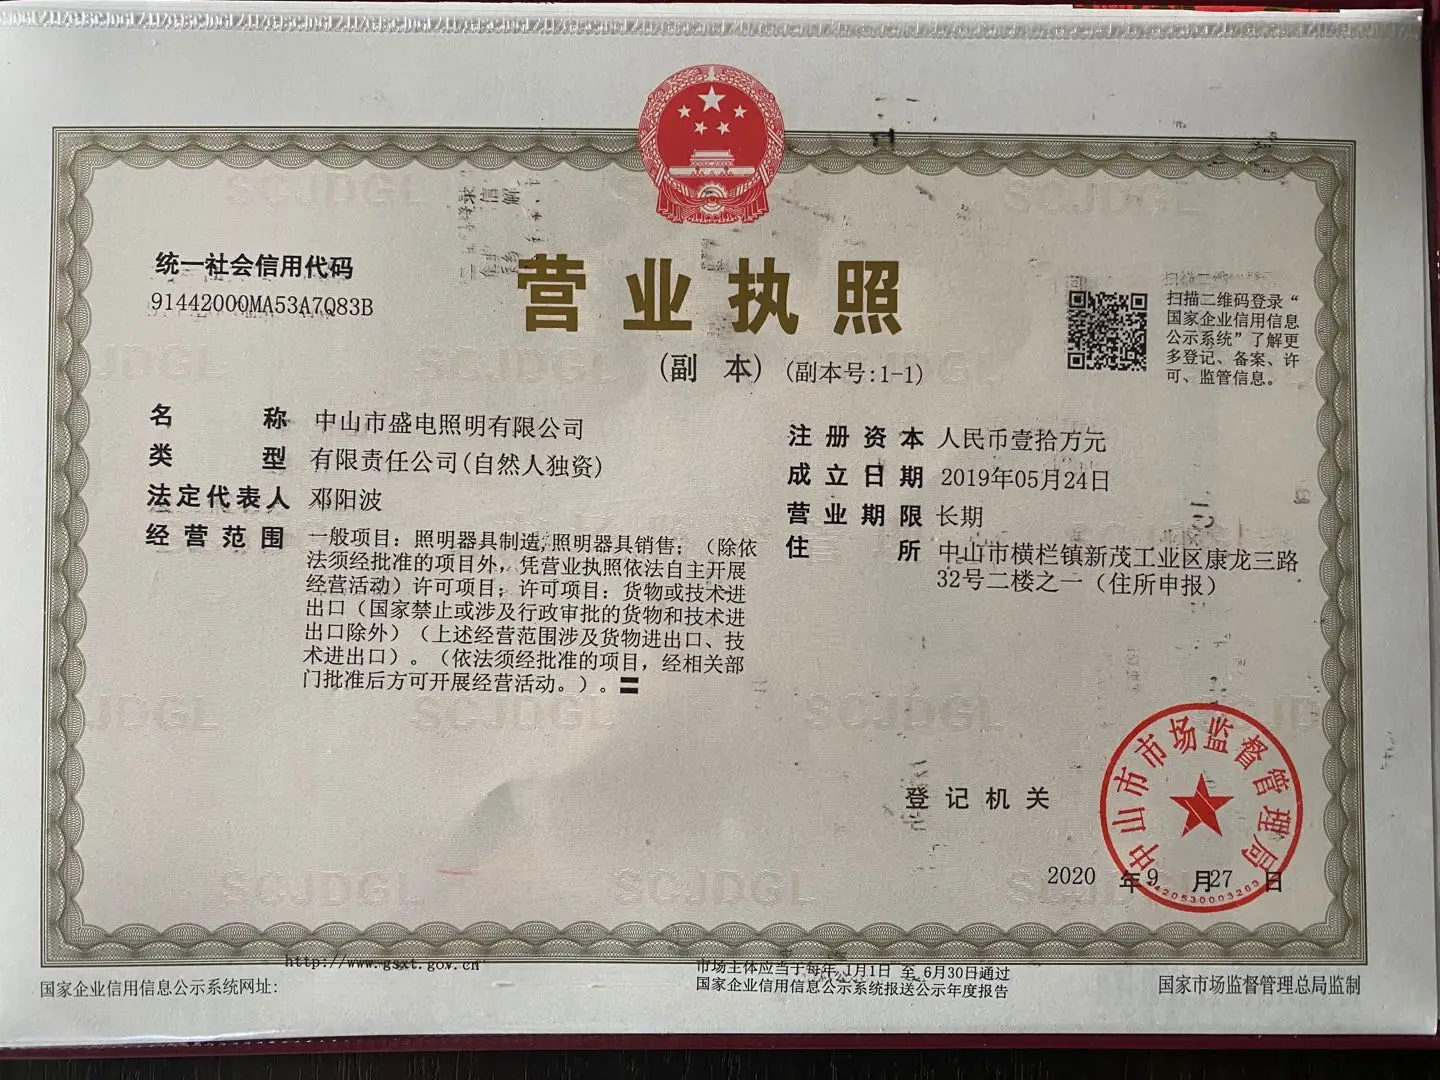 统一社会信用代码
91442000MA53A7Q83B
营业执照
(副 本) (副本号:1-1)
扫描二维码登录“
国家企业信用信息
公示系统”了解更
多登记、备案、许
可、监管信息。
名 称 中山市盛电照明有限公司
类 型 有限责任公司(自然人独资)
法定代表人 邓阳波
经营范围 一般项目：照明器具制造,照明器具销售；（除依
法须经批准的项目外，凭营业执照依法自主开展
经营活动）许可项目；许可项目：货物或技术进
出口（国家禁止或涉及行政审批的货物和技术进
出口除外）（上述经营范围涉及货物进出口、技
术进出口）。（依法须经批准的项目，经相关部
门批准后方可开展经营活动。）。
注册资本 人民币壹拾万元
成立日期 2019年05月24日
营业期限 长期
住 所 中山市横栏镇新茂工业区康龙三路
32号二楼之一（住所申报）
登记机关
中山市市场监督管理局
2020 年 9 月 27 日
http://www.gsxt.gov.cn
国家企业信用信息公示系统网址:
市场主体应当于每年 1月1日 至 6月30日通过
国家企业信用信息公示系统报送公示年度报告
国家市场监督管理总局监制
SCJDGL